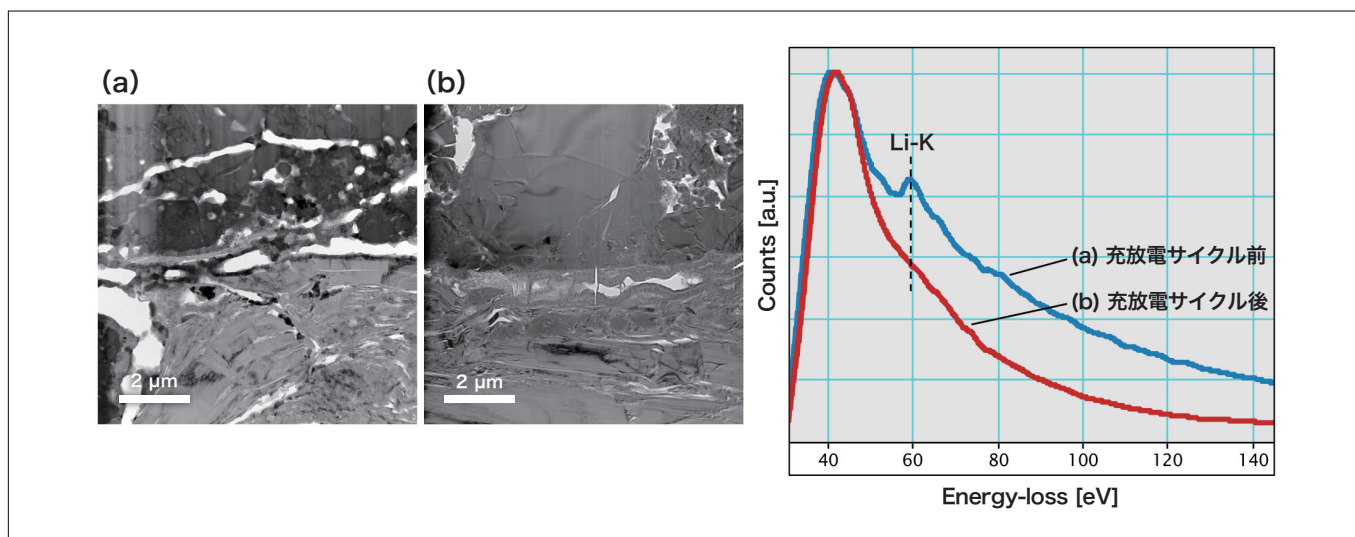 (a)
(b)
2 µm
2 µm
Li-K
(a) 充放電サイクル前
(b) 充放電サイクル後
Counts [a.u.]
40 60 80 100 120 140
Energy-loss [eV]